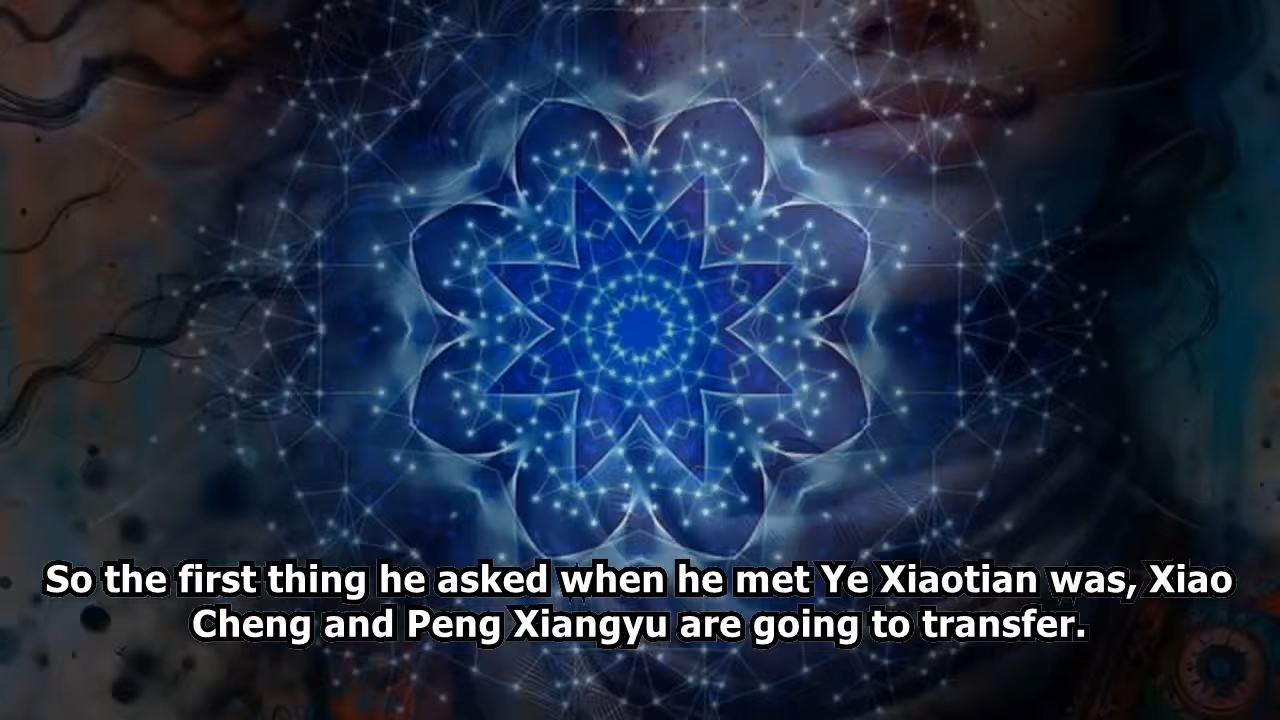 So the first thing he asked when he met Ye Xiaotian was, Xiao
Cheng and Peng Xiangyu are going to transfer.